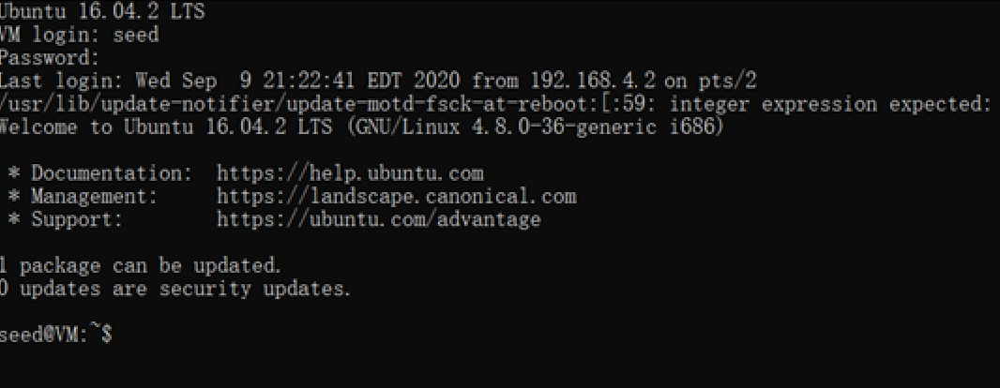 Ubuntu 16.04.2 LTS
VM login: seed
Password:
Last login: Wed Sep  9 21:22:41 EDT 2020 from 192.168.4.2 on pts/2
/usr/lib/update-notifier/update-motd-fsck-at-reboot:[:59: integer expression expected:
Welcome to Ubuntu 16.04.2 LTS (GNU/Linux 4.8.0-36-generic i686)
 * Documentation:  https://help.ubuntu.com
 * Management:     https://landscape.canonical.com
 * Support:        https://ubuntu.com/advantage
1 package can be updated.
0 updates are security updates.
seed@VM:~$